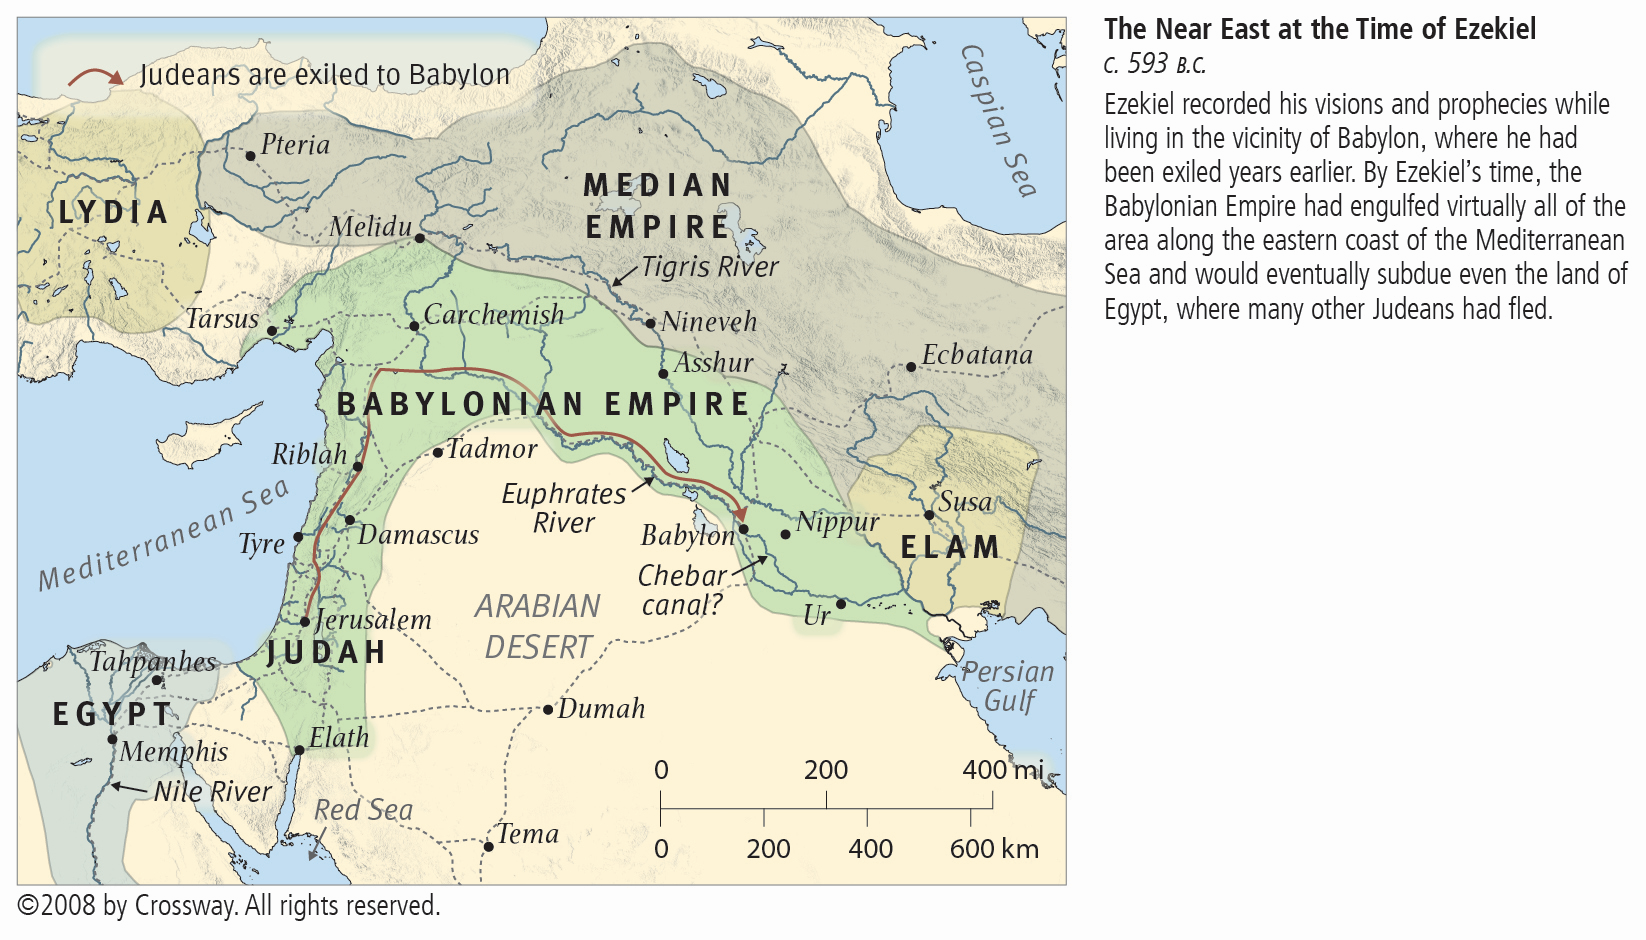 The Near East at the Time of Ezekiel
c. 593 B.C.
Ezekiel recorded his visions and prophecies while
living in the vicinity of Babylon, where he had
been exiled years earlier. By Ezekiel’s time, the
Babylonian Empire had engulfed virtually all of the
area along the eastern coast of the Mediterranean
Sea and would eventually subdue even the land of
Egypt, where many other Judeans had fled.
Judeans are exiled to Babylon
Caspian Sea
Pteria
MEDIAN
EMPIRE
LYDIA
Melidu
Tigris River
Tarsus
Carchemish
Nineveh
Ecbatana
Asshur
BABYLONIAN EMPIRE
Riblah
Tadmor
Mediterranean Sea
Euphrates
River
Susa
Nippur
Tyre
Damascus
Babylon
ELAM
Chebar
canal?
ARABIAN
DESERT
Ur
Jerusalem
JUDAH
Tahpanhes
Persian
Gulf
EGYPT
Dumah
Elath
Memphis
Nile River
Red Sea
Tema
0 200 400 mi
0 200 400 600 km
©2008 by Crossway. All rights reserved.